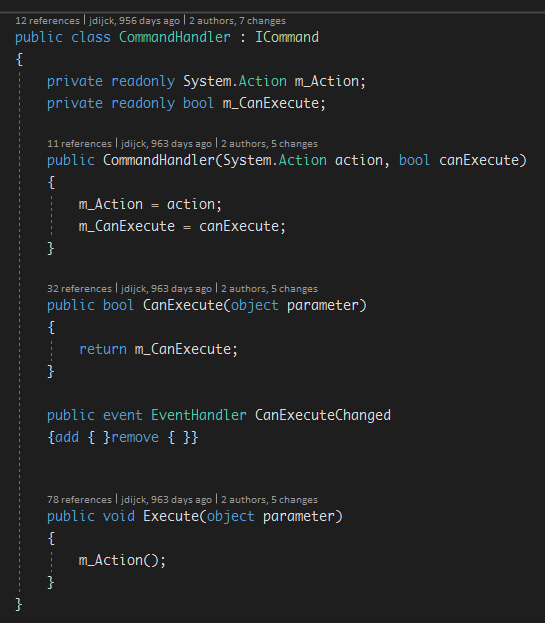 12 references | jdijck, 956 days ago | 2 authors, 7 changes
public class CommandHandler : ICommand
{
private readonly System.Action m_Action;
private readonly bool m_CanExecute;
11 references | jdijck, 963 days ago | 2 authors, 5 changes
public CommandHandler(System.Action action, bool canExecute)
{
m_Action = action;
m_CanExecute = canExecute;
}
32 references | jdijck, 963 days ago | 2 authors, 5 changes
public bool CanExecute(object parameter)
{
return m_CanExecute;
}
public event EventHandler CanExecuteChanged
{add { }remove { }}
78 references | jdijck, 963 days ago | 2 authors, 5 changes
public void Execute(object parameter)
{
m_Action();
}
}